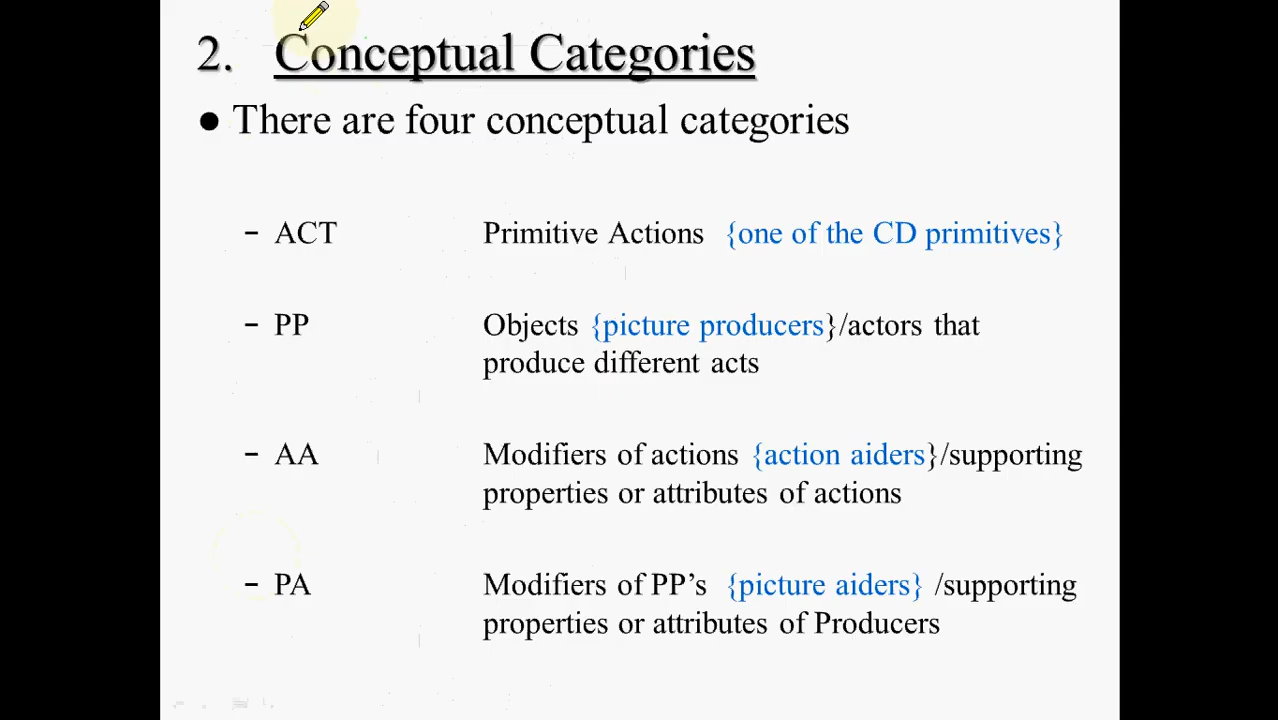 2. Conceptual Categories
● There are four conceptual categories
– ACT Primitive Actions {one of the CD primitives}
– PP Objects {picture producers}/actors that
produce different acts
– AA Modifiers of actions {action aiders}/supporting
properties or attributes of actions
– PA Modifiers of PP’s {picture aiders} /supporting
properties or attributes of Producers